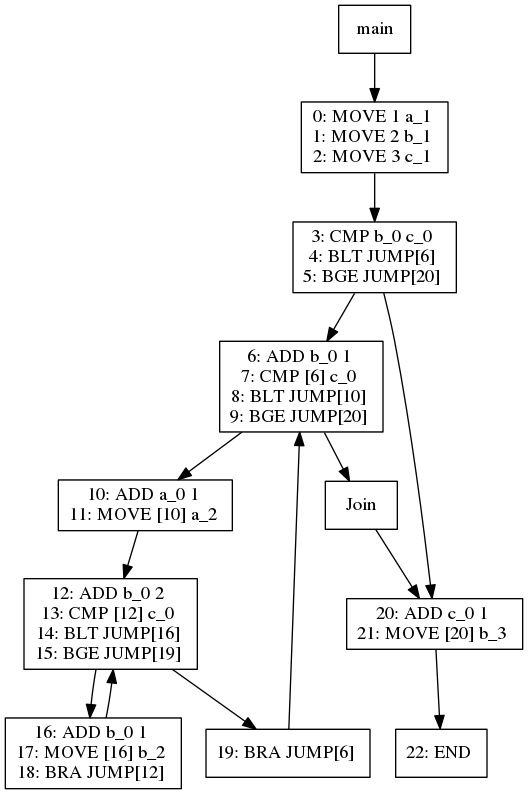 main
0: MOVE 1 a_1
1: MOVE 2 b_1
2: MOVE 3 c_1
3: CMP b_0 c_0
4: BLT JUMP[6]
5: BGE JUMP[20]
6: ADD b_0 1
7: CMP [6] c_0
8: BLT JUMP[10]
9: BGE JUMP[20]
10: ADD a_0 1
11: MOVE [10] a_2
Join
12: ADD b_0 2
13: CMP [12] c_0
14: BLT JUMP[16]
15: BGE JUMP[19]
20: ADD c_0 1
21: MOVE [20] b_3
16: ADD b_0 1
17: MOVE [16] b_2
18: BRA JUMP[12]
19: BRA JUMP[6]
22: END